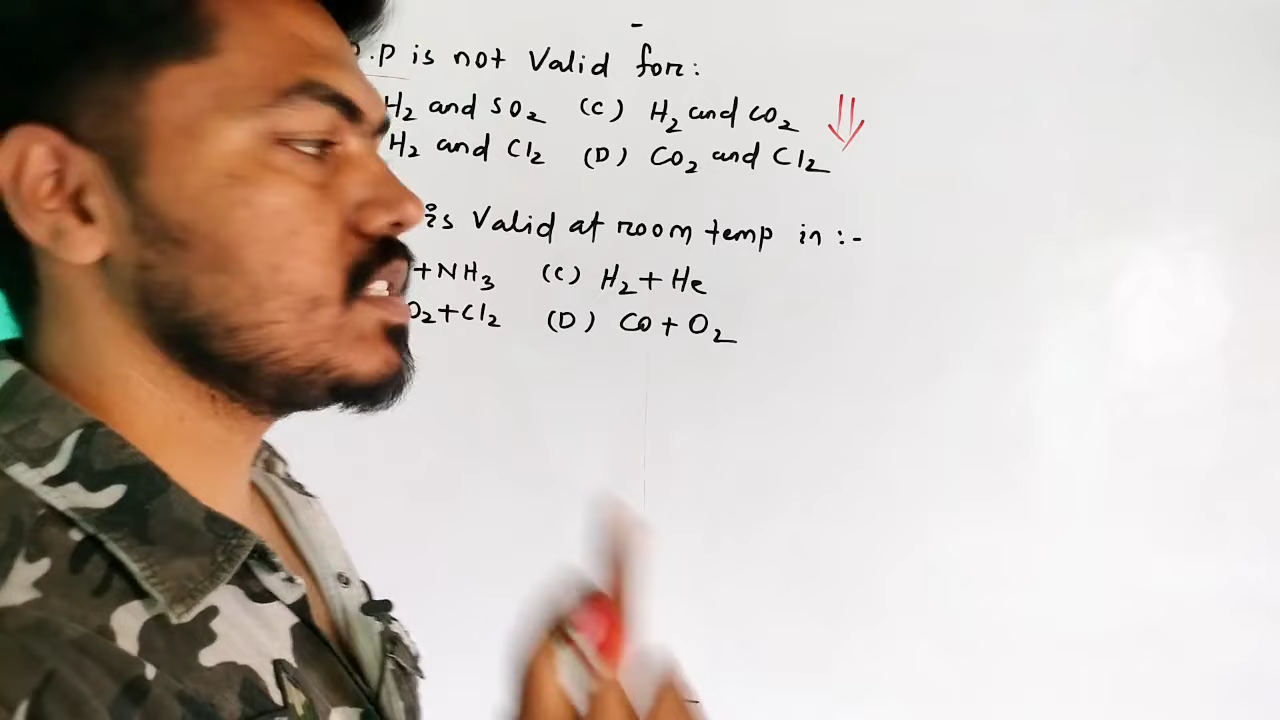 .P is not Valid for:
H₂ and SO₂ (C) H₂ and CO₂
H₂ and Cl₂ (D) CO₂ and Cl₂
is Valid at room temp in :-
+NH₃ (C) H₂+He
O₂+Cl₂ (D) CO+O₂